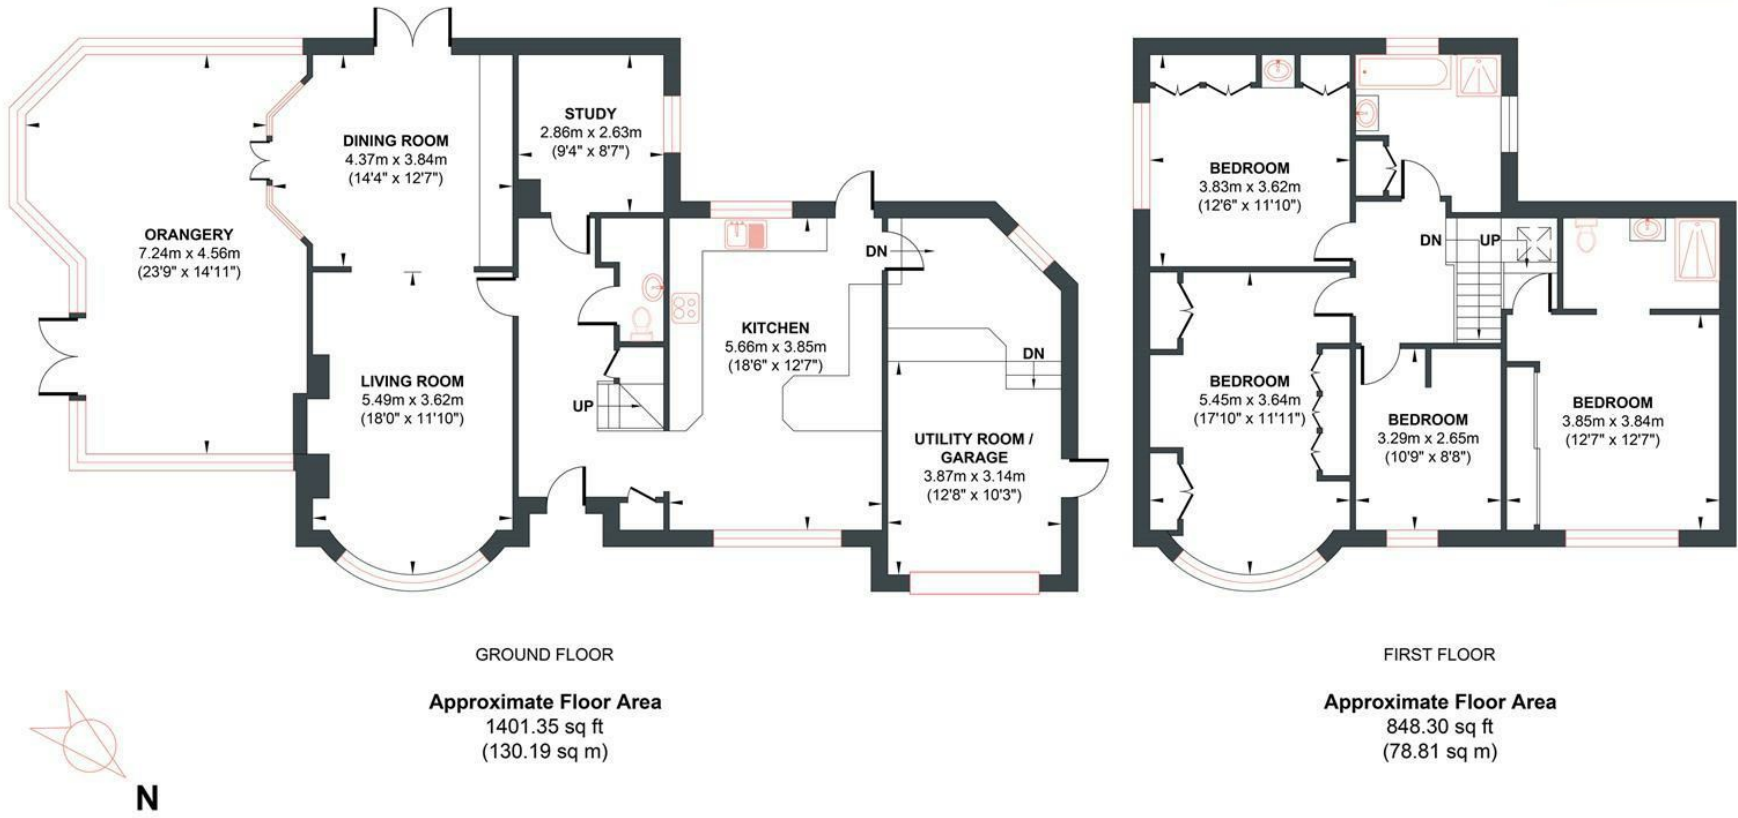 STUDY
2.86m x 2.63m
(9'4" x 8'7")
DINING ROOM
4.37m x 3.84m
(14'4" x 12'7")
ORANGERY
7.24m x 4.56m
(23'9" x 14'11")
DN
KITCHEN
5.66m x 3.85m
(18'6" x 12'7")
DN
LIVING ROOM
5.49m x 3.62m
(18'0" x 11'10")
UP
UTILITY ROOM /
GARAGE
3.87m x 3.14m
(12'8" x 10'3")
GROUND FLOOR
Approximate Floor Area
1401.35 sq ft
(130.19 sq m)
N
BEDROOM
3.83m x 3.62m
(12'6" x 11'10")
DN
UP
BEDROOM
5.45m x 3.64m
(17'10" x 11'11")
BEDROOM
3.29m x 2.65m
(10'9" x 8'8")
BEDROOM
3.85m x 3.84m
(12'7" x 12'7")
FIRST FLOOR
Approximate Floor Area
848.30 sq ft
(78.81 sq m)